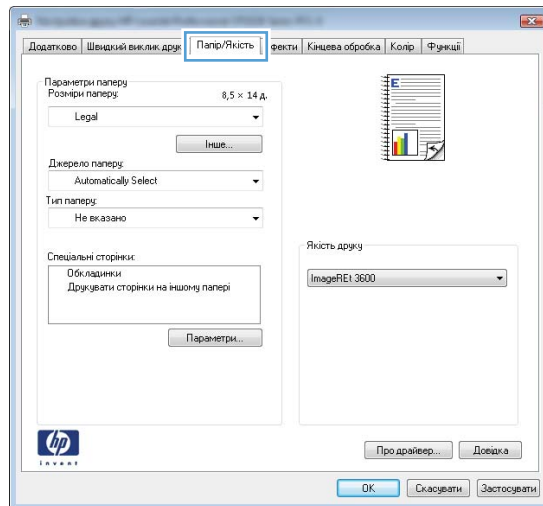 Додатково Швидкий виклик друк Папір/Якість фекти Кінцева обробка Колір Функції
Параметри паперу
Розміри паперу: 8,5 × 14 д.
Legal
Інше...
Джерело паперу:
Automatically Select
Тип паперу:
Не вказано
Спеціальні сторінки:
Обкладинки
Друкувати сторінки на іншому папері
Параметри...
E
Якість друку
ImageREt 3600
hp
invent
Про драйвер... Довідка
OK Скасувати Застосувати